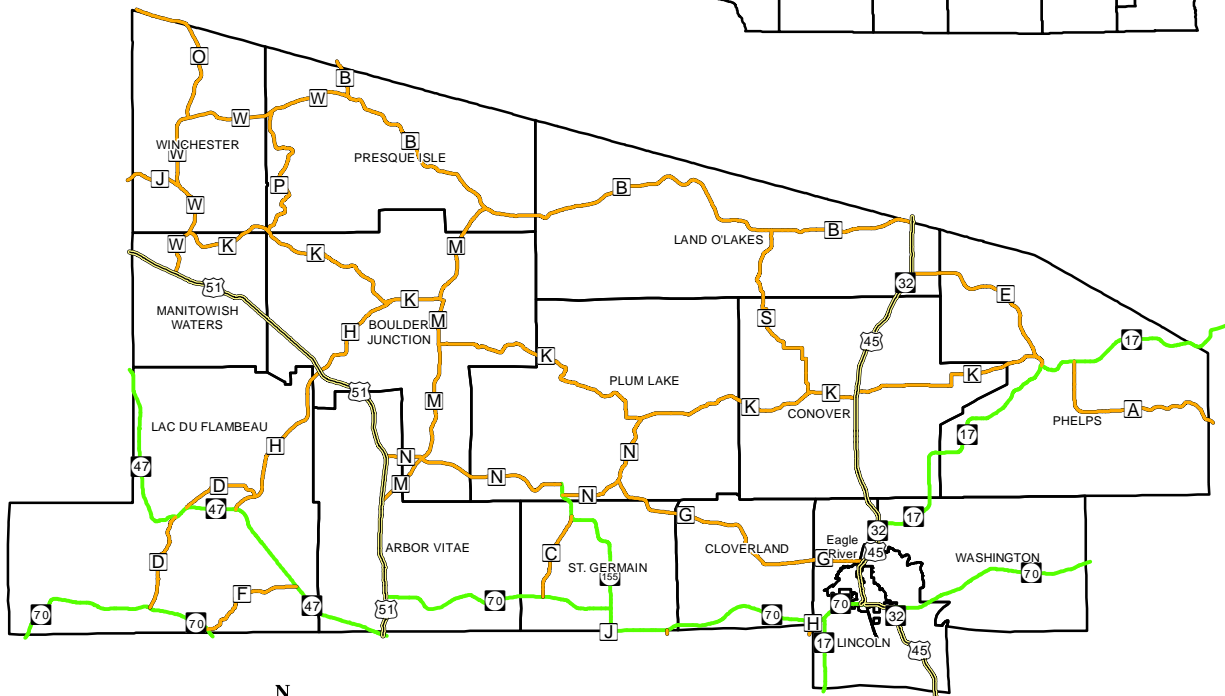 O
B
W
W
B
WINCHESTER
W
PRESQUE ISLE
J
P
B
W
B
LAND O'LAKES
W
K
K
M
32
E
51
K
MANITOWISH
WATERS
H
BOULDER
JUNCTION
M
S
45
17
K
PLUM LAKE
K
51
M
K
K
CONOVER
A
PHELPS
LAC DU FLAMBEAU
H
17
47
N
N
N
M
D
47
N
G
17
32
D
ARBOR VITAE
C
ST. GERMAIN
155
CLOVERLAND
Eagle
River
G
45
WASHINGTON
70
F
70
47
51
70
70
J
70
H
70
32
17
LINCOLN
45
N